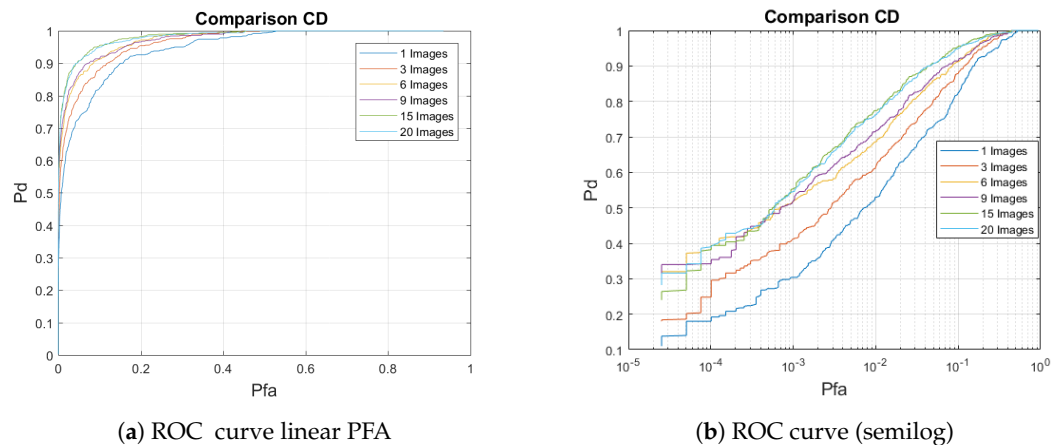 Comparison CD
1
0.9
0.8
0.7
0.6
0.5
0.4
0.3
0.2
0.1
0
Pd
0 0.2 0.4 0.6 0.8 1
Pfa
1 Images
3 Images
6 Images
9 Images
15 Images
20 Images
(a) ROC curve linear PFA
Comparison CD
1
0.9
0.8
0.7
0.6
0.5
0.4
0.3
0.2
0.1
Pd
10-5 10-4 10-3 10-2 10-1 100
Pfa
1 Images
3 Images
6 Images
9 Images
15 Images
20 Images
(b) ROC curve (semilog)